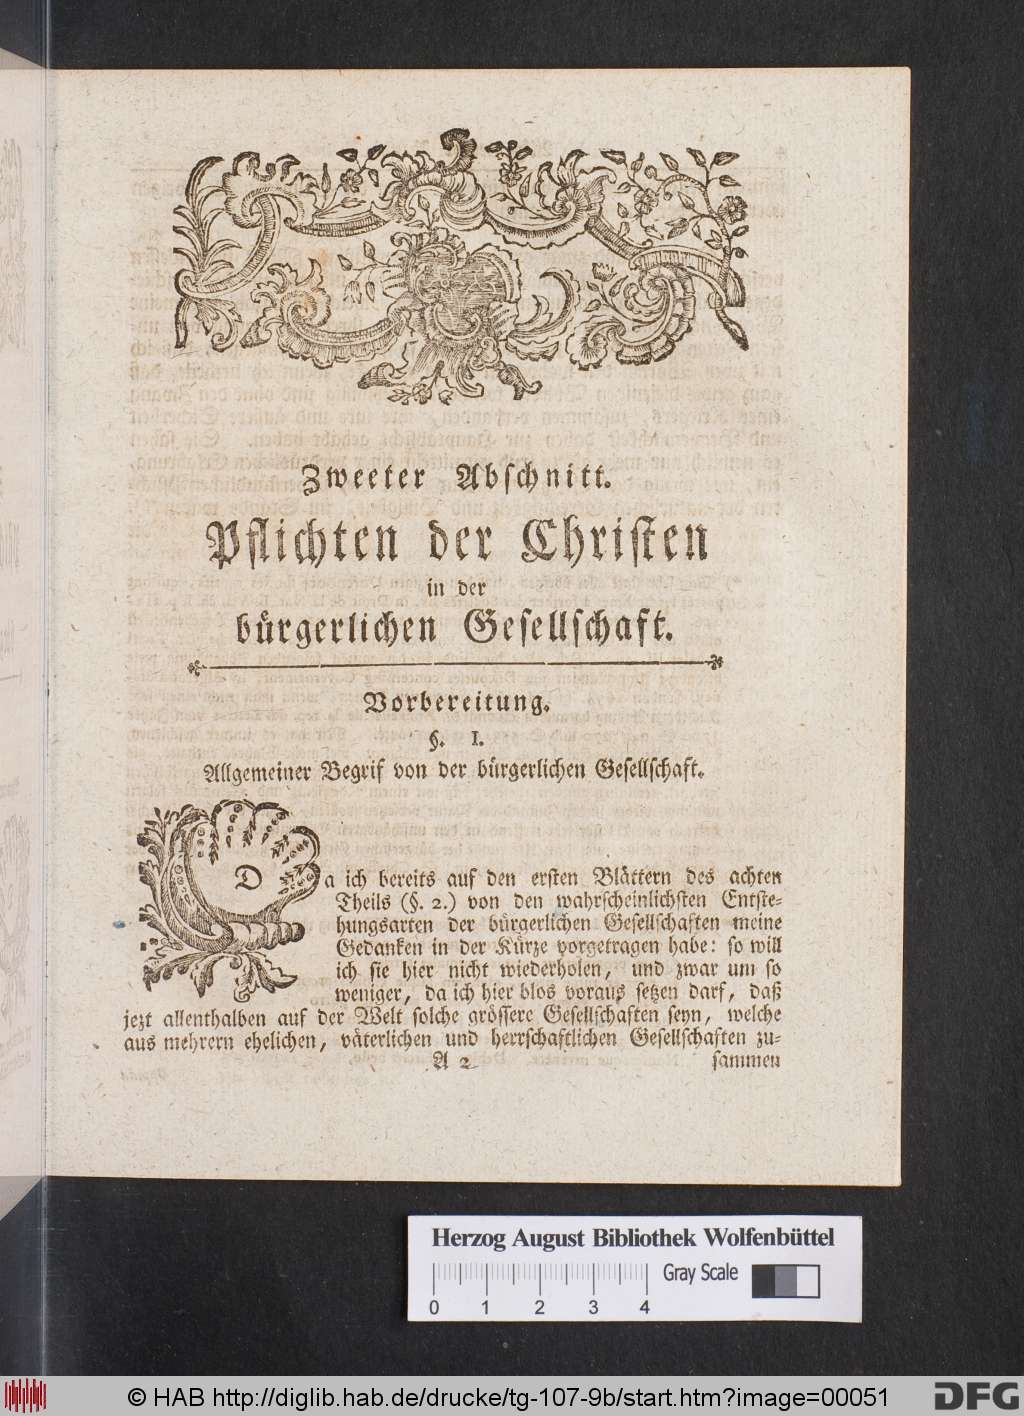 Zweeter Abschnitt.
Pflichten der Christen
in der
bürgerlichen Gesellschaft.
Vorbereitung.
§. 1.
Allgemeiner Begrif von der bürgerlichen Gesellschaft.
Da ich bereits auf den ersten Blättern des achten
Theils (§. 2.) von den wahrscheinlichsten Entste-
hungsarten der bürgerlichen Gesellschaften meine
Gedanken in der Kürze vorgetragen habe: so will
ich sie hier nicht wiederholen, und zwar um so
weniger, da ich hier blos voraus setzen darf, daß
jezt allenthalben auf der Welt solche grössere Gesellschaften seyn, welche
aus mehrern ehelichen, väterlichen und herrschaftlichen Gesellschaften zu-
A 2 sammen
Herzog August Bibliothek Wolfenbüttel
Gray Scale
0 1 2 3 4
© HAB http://diglib.hab.de/drucke/tg-107-9b/start.htm?image=00051
DFG